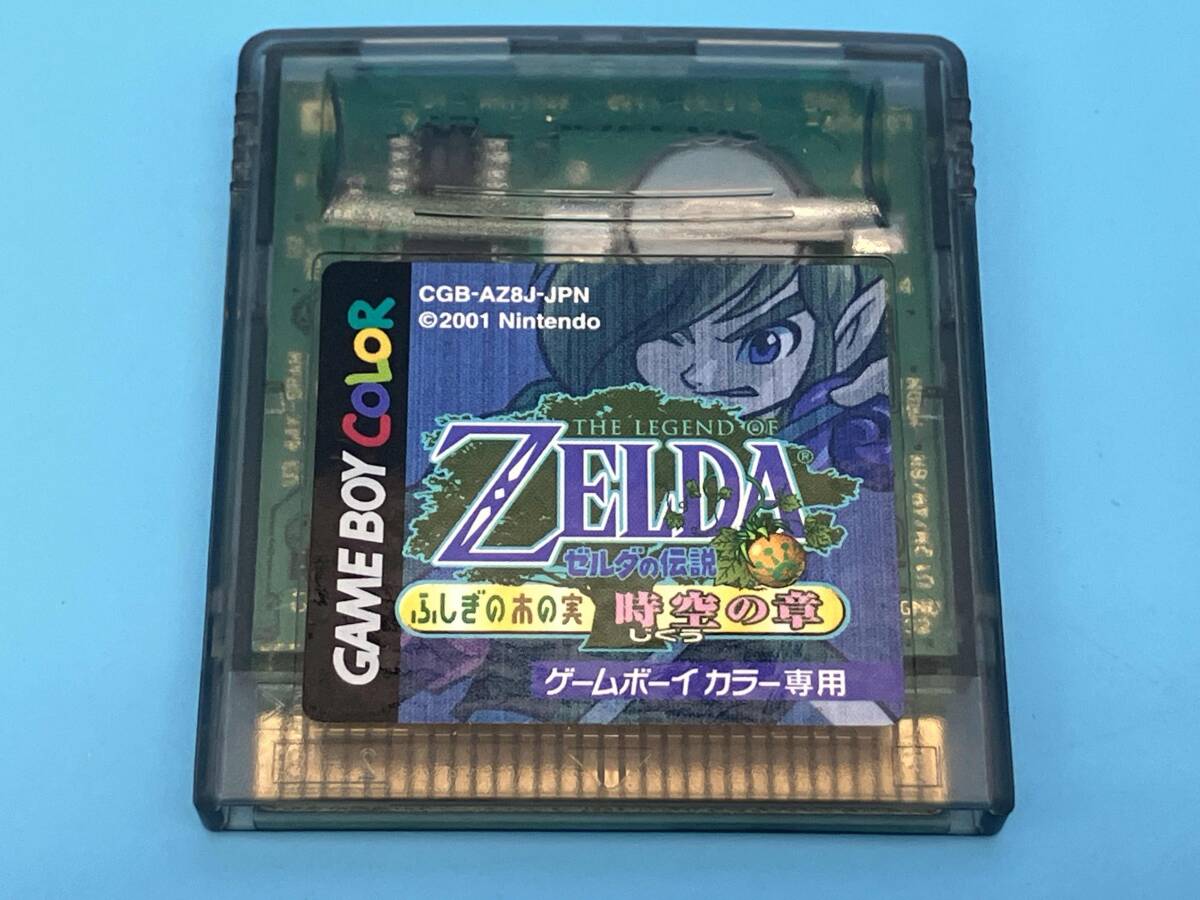 GAME BOY COLOR
CGB-AZ8J-JPN
©2001 Nintendo
THE LEGEND OF
ZELDA®
ゼルダの伝説
ふしぎの木の実
時空の章
じくう
ゲームボーイカラー専用